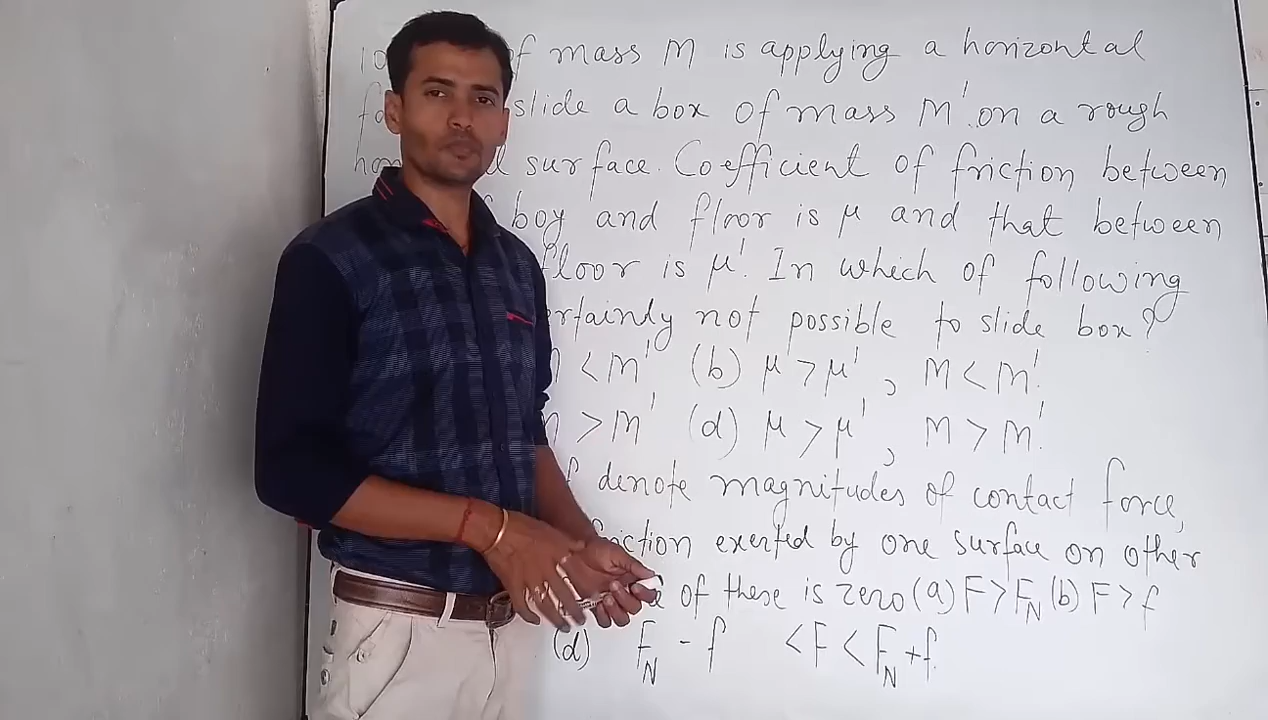 10 of mass M is applying a horizontal
slide a box of mass M' on a rough
surface. Coefficient of friction between
boy and floor is μ and that between
floor is μ'. In which of following
not possible to slide box?
< m' (b) μ > μ' , M < M'.
> m' (d) μ > μ' , M > M'.
denote magnitudes of contact force,
exerted by one surface on other
of these is zero (a) F > F_N (b) F > f
(d) F_N - f < F < F_N + f.